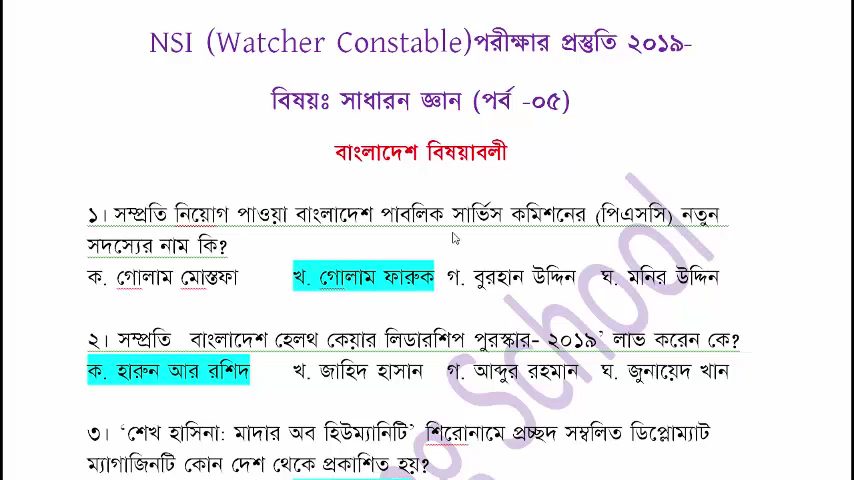 NSI (Watcher Constable)পরীক্ষার প্রস্তুতি ২০১৯-
বিষয়ঃ সাধারন জ্ঞান (পর্ব -০৫)
বাংলাদেশ বিষয়াবলী
১। সম্প্রতি নিয়োগ পাওয়া বাংলাদেশ পাবলিক সার্ভিস কমিশনের (পিএসসি) নতুন
সদস্যের নাম কি?
ক. গোলাম মোস্তফা খ. গোলাম ফারুক গ. বুরহান উদ্দিন ঘ. মনির উদ্দিন
২। সম্প্রতি বাংলাদেশ হেলথ কেয়ার লিডারশিপ পুরস্কার- ২০১৯’ লাভ করেন কে?
ক. হারুন আর রশিদ খ. জাহিদ হাসান গ. আব্দুর রহমান ঘ. জুনায়েদ খান
৩। ‘শেখ হাসিনা: মাদার অব হিউম্যানিটি’ শিরোনামে প্রচ্ছদ সম্বলিত ডিপ্লোম্যাট
ম্যাগাজিনটি কোন দেশ থেকে প্রকাশিত হয়?
School